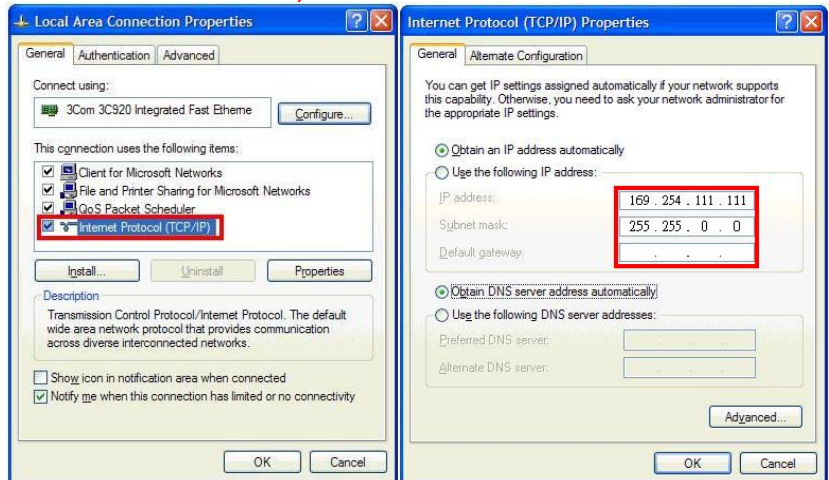 Local Area Connection Properties
General Authentication Advanced
Connect using:
3Com 3C920 Integrated Fast Etheme
Configure...
This connection uses the following items:
Client for Microsoft Networks
File and Printer Sharing for Microsoft Networks
QoS Packet Scheduler
Internet Protocol (TCP/IP)
Install... Uninstall Properties
Description
Transmission Control Protocol/Internet Protocol. The default
wide area network protocol that provides communication
across diverse interconnected networks.
Show icon in notification area when connected
Notify me when this connection has limited or no connectivity
OK Cancel
Internet Protocol (TCP/IP) Properties
General Alternate Configuration
You can get IP settings assigned automatically if your network supports
this capability. Otherwise, you need to ask your network administrator for
the appropriate IP settings.
Obtain an IP address automatically
Use the following IP address:
IP address: 169 . 254 . 111 . 111
Subnet mask: 255 . 255 . 0 . 0
Default gateway: . . .
Obtain DNS server address automatically
Use the following DNS server addresses:
Preferred DNS server: . . .
Alternate DNS server: . . .
Advanced...
OK Cancel